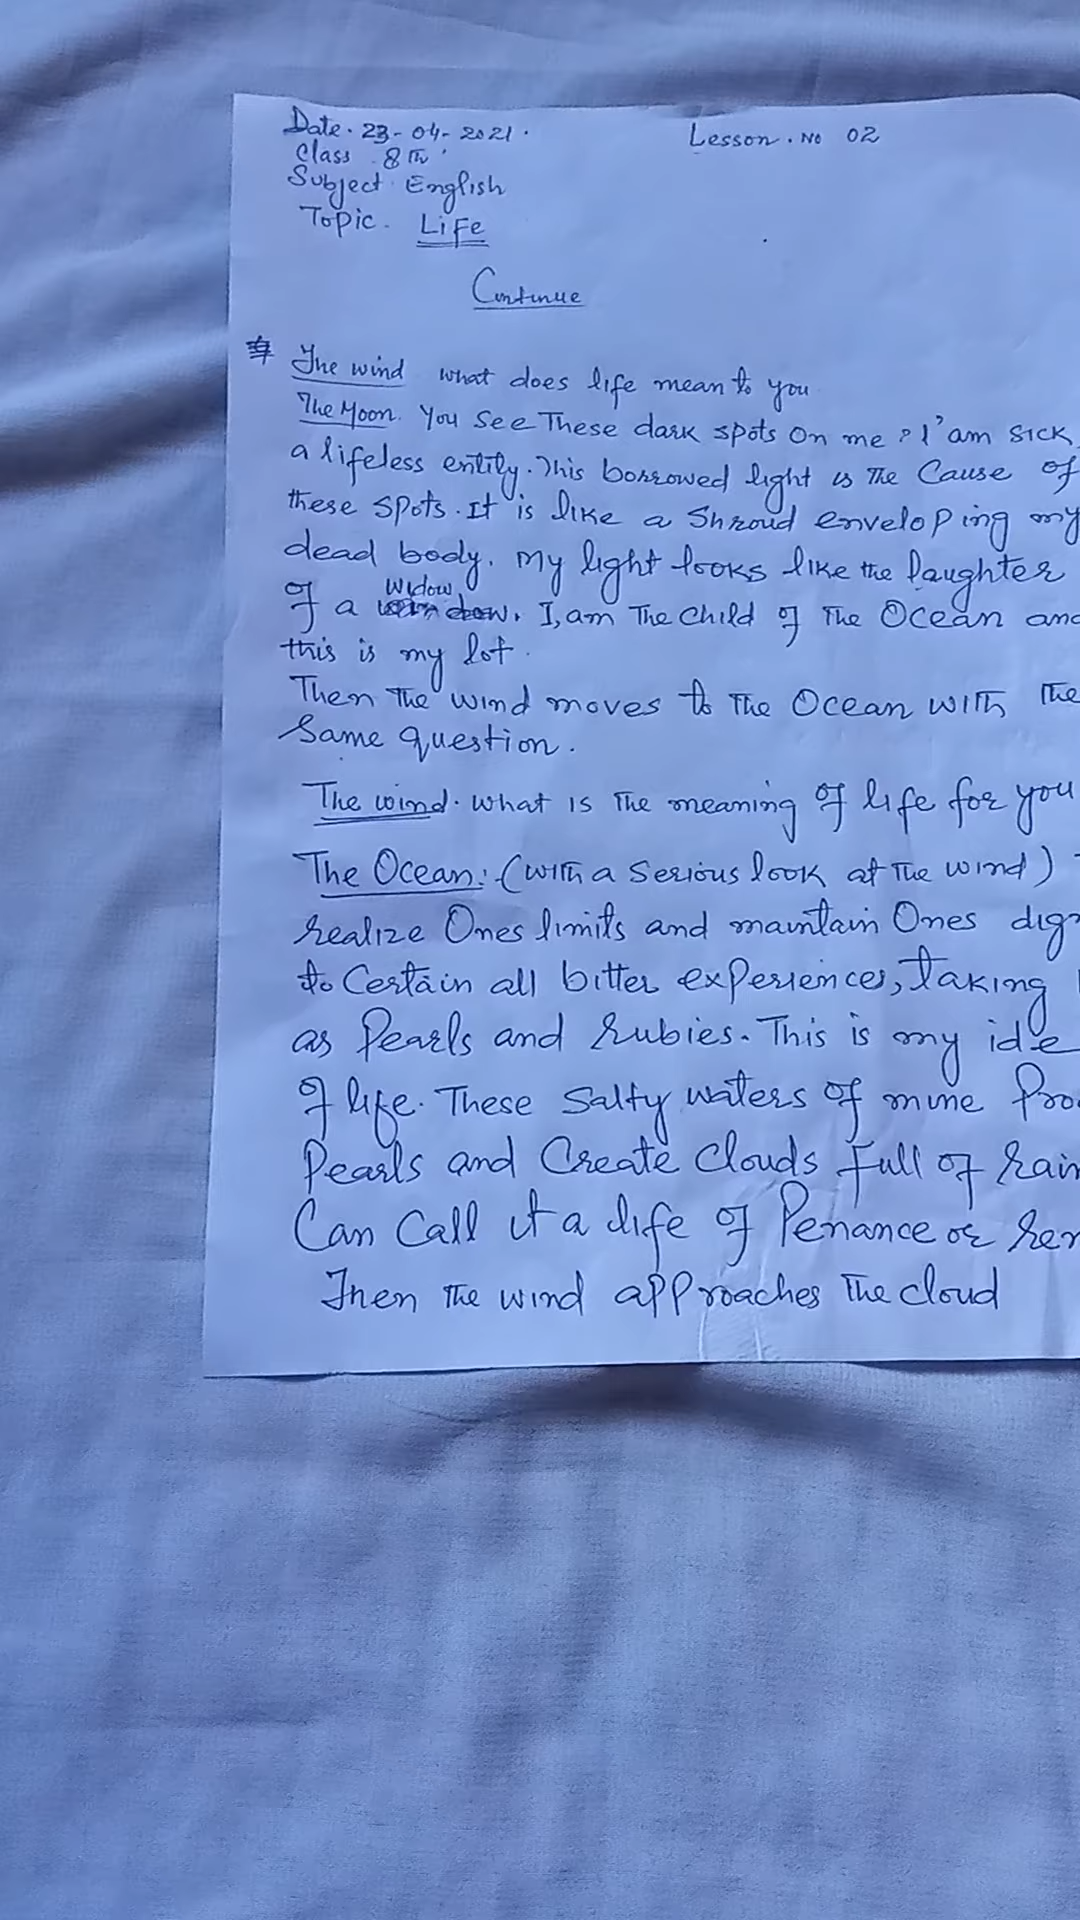 Date. 23-04-2021.
Lesson. No 02
Class 8th
Subject English
Topic. Life
Continue
The wind what does life mean to you
The Moon. You see These dark spots on me ? I'am sick,
a lifeless entity. This borrowed light is the Cause of
these spots. It is like a Shroud enveloping my
dead body. My light looks like the laughter
widow
of a I, am The child of The Ocean and
this is my lot.
Then The wind moves to The Ocean with The
Same question.
The wind. what is The meaning of life for you
The Ocean: (with a serious look at The wind)
realize Ones limits and maintain Ones dig
to Certain all bitter experiences, taking
as Pearls and rubies. This is my ide
of life. These salty waters of mine Pro
Pearls and Create Clouds full of rain
Can Call it a life of Penance or ren
Then The wind approaches The cloud